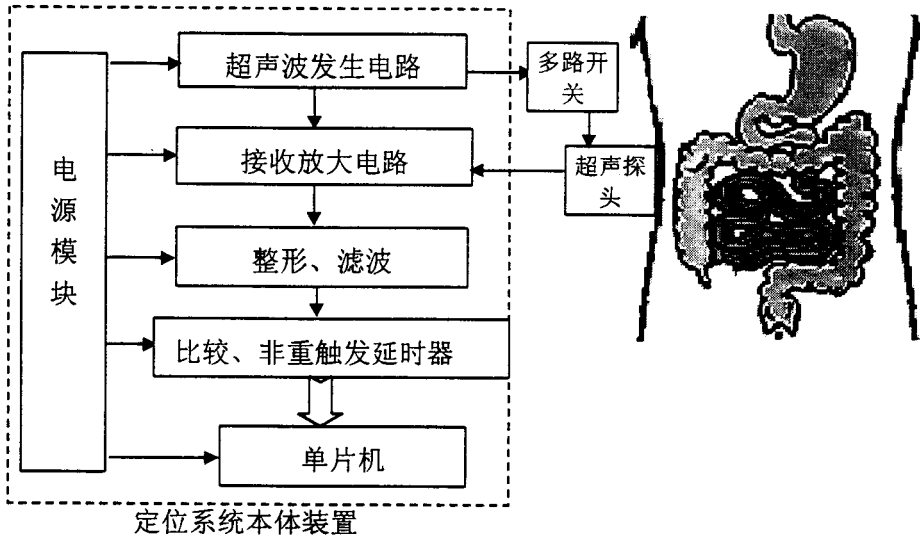 超声波发生电路
多路开
关
接收放大电路
超声探
头
电
源
模
块
整形、滤波
比较、非重触发延时器
单片机
定位系统本体装置